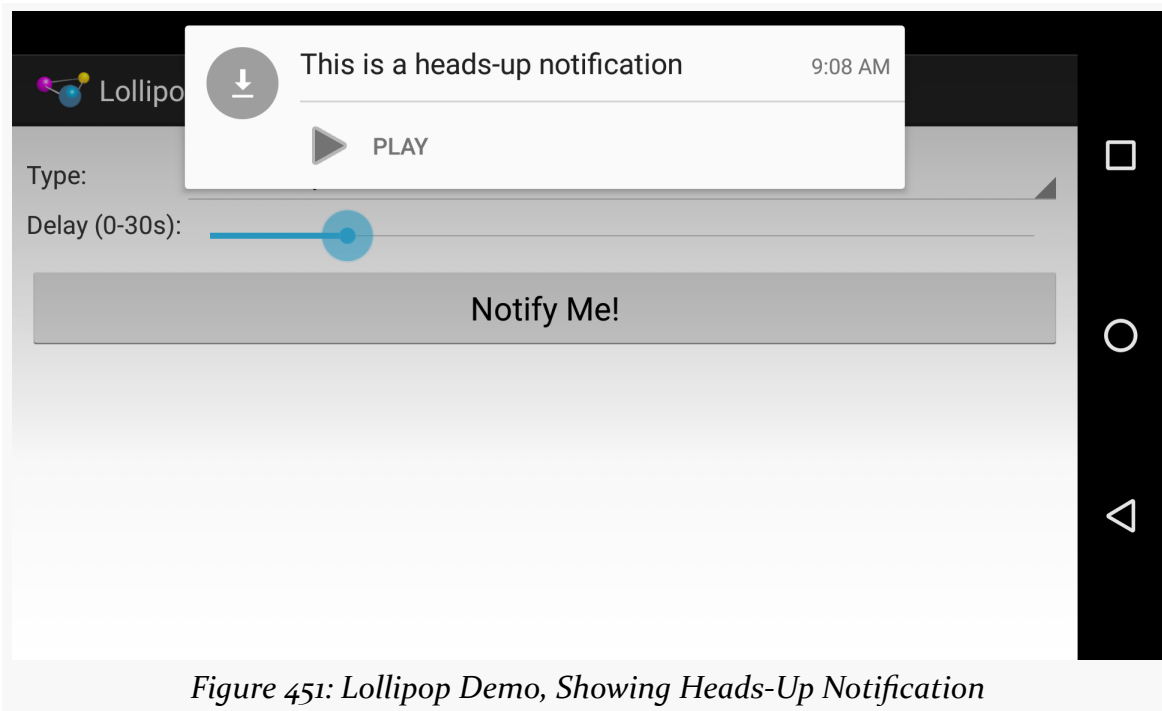 This is a heads-up notification 9:08 AM
Lollipo
PLAY
Type:
Delay (0-30s):
Notify Me!
Figure 451: Lollipop Demo, Showing Heads-Up Notification